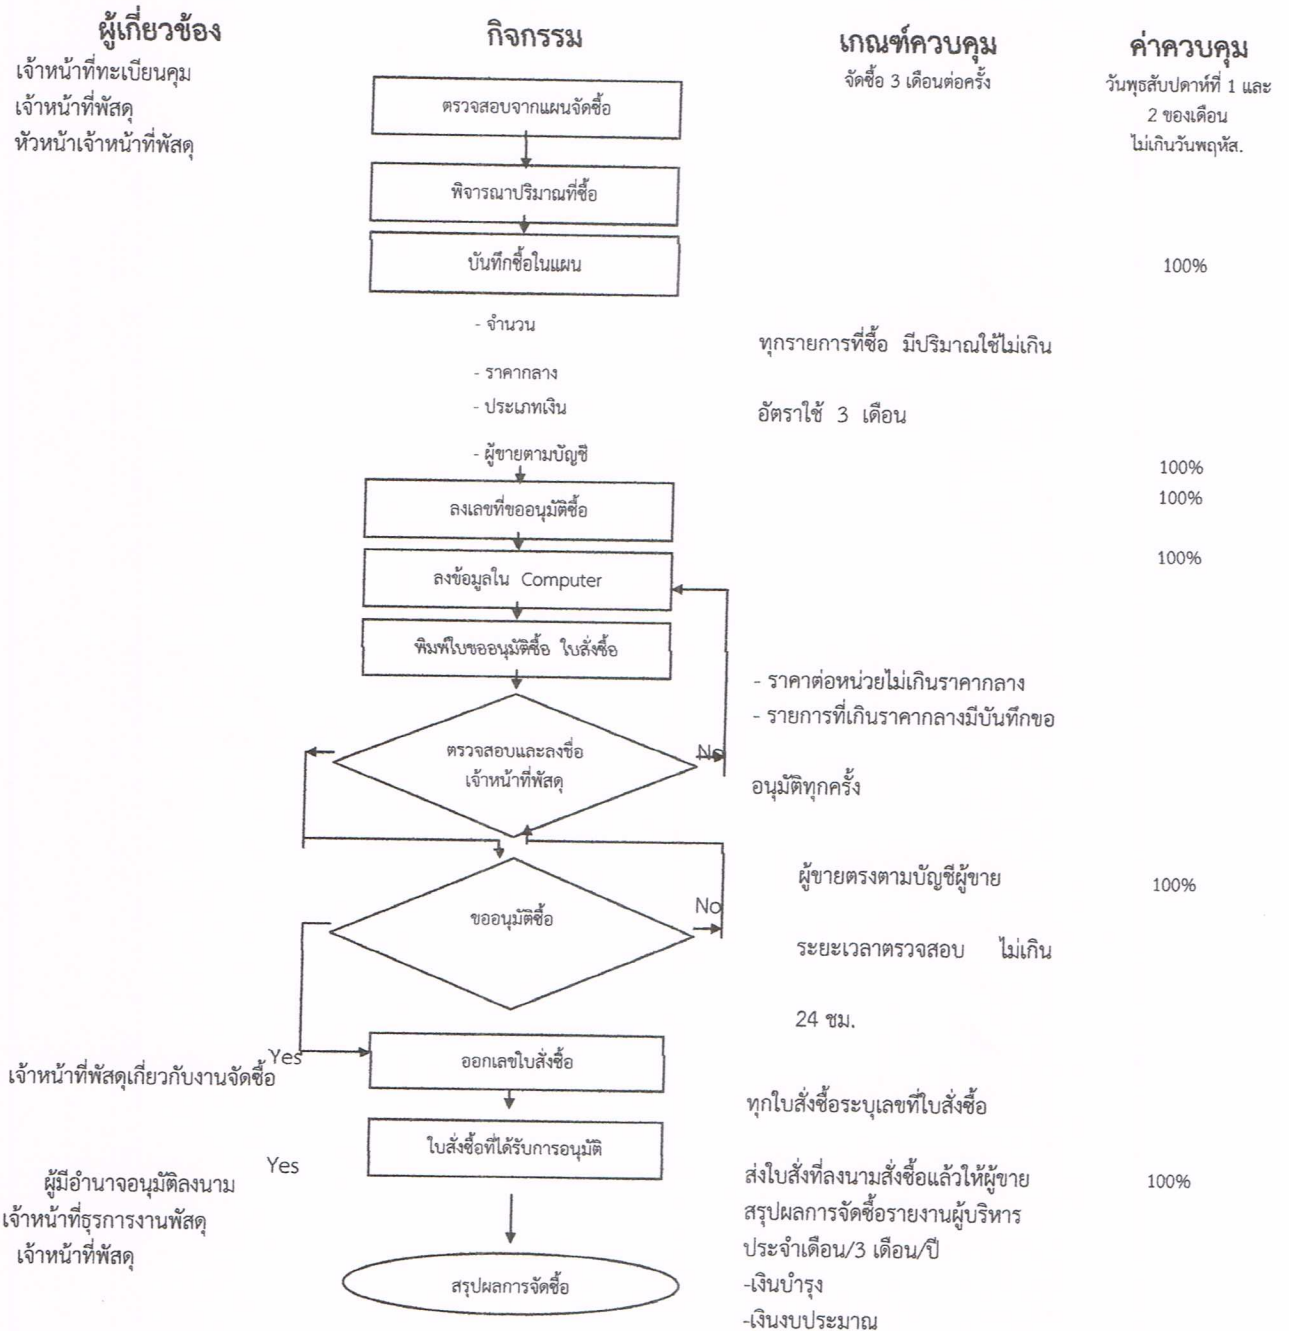 ผู้เกี่ยวข้อง
กิจกรรม
เกณฑ์ควบคุม
ค่าควบคุม
เจ้าหน้าที่ทะเบียนคุม
เจ้าหน้าที่พัสดุ
หัวหน้าเจ้าหน้าที่พัสดุ
ตรวจสอบจากแผนจัดซื้อ
จัดซื้อ 3 เดือนต่อครั้ง
วันพุธสับปดาห์ที่ 1 และ
2 ของเดือน
ไม่เกินวันพฤหัส.
พิจารณาปริมาณที่ซื้อ
บันทึกซื้อในแผน
100%
- จำนวน
ทุกรายการที่ซื้อ มีปริมาณใช้ไม่เกิน
- ราคากลาง
- ประเภทเงิน
อัตราใช้ 3 เดือน
- ผู้ขายตามบัญชี
100%
ลงเลขที่ขออนุมัติซื้อ
100%
ลงข้อมูลใน Computer
100%
พิมพ์ใบขออนุมัติซื้อ ใบสั่งซื้อ
- ราคาต่อหน่วยไม่เกินราคากลาง
- รายการที่เกินราคากลางมีบันทึกขอ
ตรวจสอบและลงชื่อ
เจ้าหน้าที่พัสดุ
No
อนุมัติทุกครั้ง
ผู้ขายตรงตามบัญชีผู้ขาย
100%
ขออนุมัติซื้อ
No
ระยะเวลาตรวจสอบ ไม่เกิน
24 ชม.
Yes
ออกเลขใบสั่งซื้อ
เจ้าหน้าที่พัสดุเกี่ยวกับงานจัดซื้อ
ทุกใบสั่งซื้อระบุเลขที่ใบสั่งซื้อ
ใบสั่งซื้อที่ได้รับการอนุมัติ
Yes
ผู้มีอำนาจอนุมัติลงนาม
ส่งใบสั่งที่ลงนามสั่งซื้อแล้วให้ผู้ขาย
100%
เจ้าหน้าที่ธุรการงานพัสดุ
สรุปผลการจัดซื้อรายงานผู้บริหาร
เจ้าหน้าที่พัสดุ
ประจำเดือน/3 เดือน/ปี
สรุปผลการจัดซื้อ
-เงินบำรุง
-เงินงบประมาณ